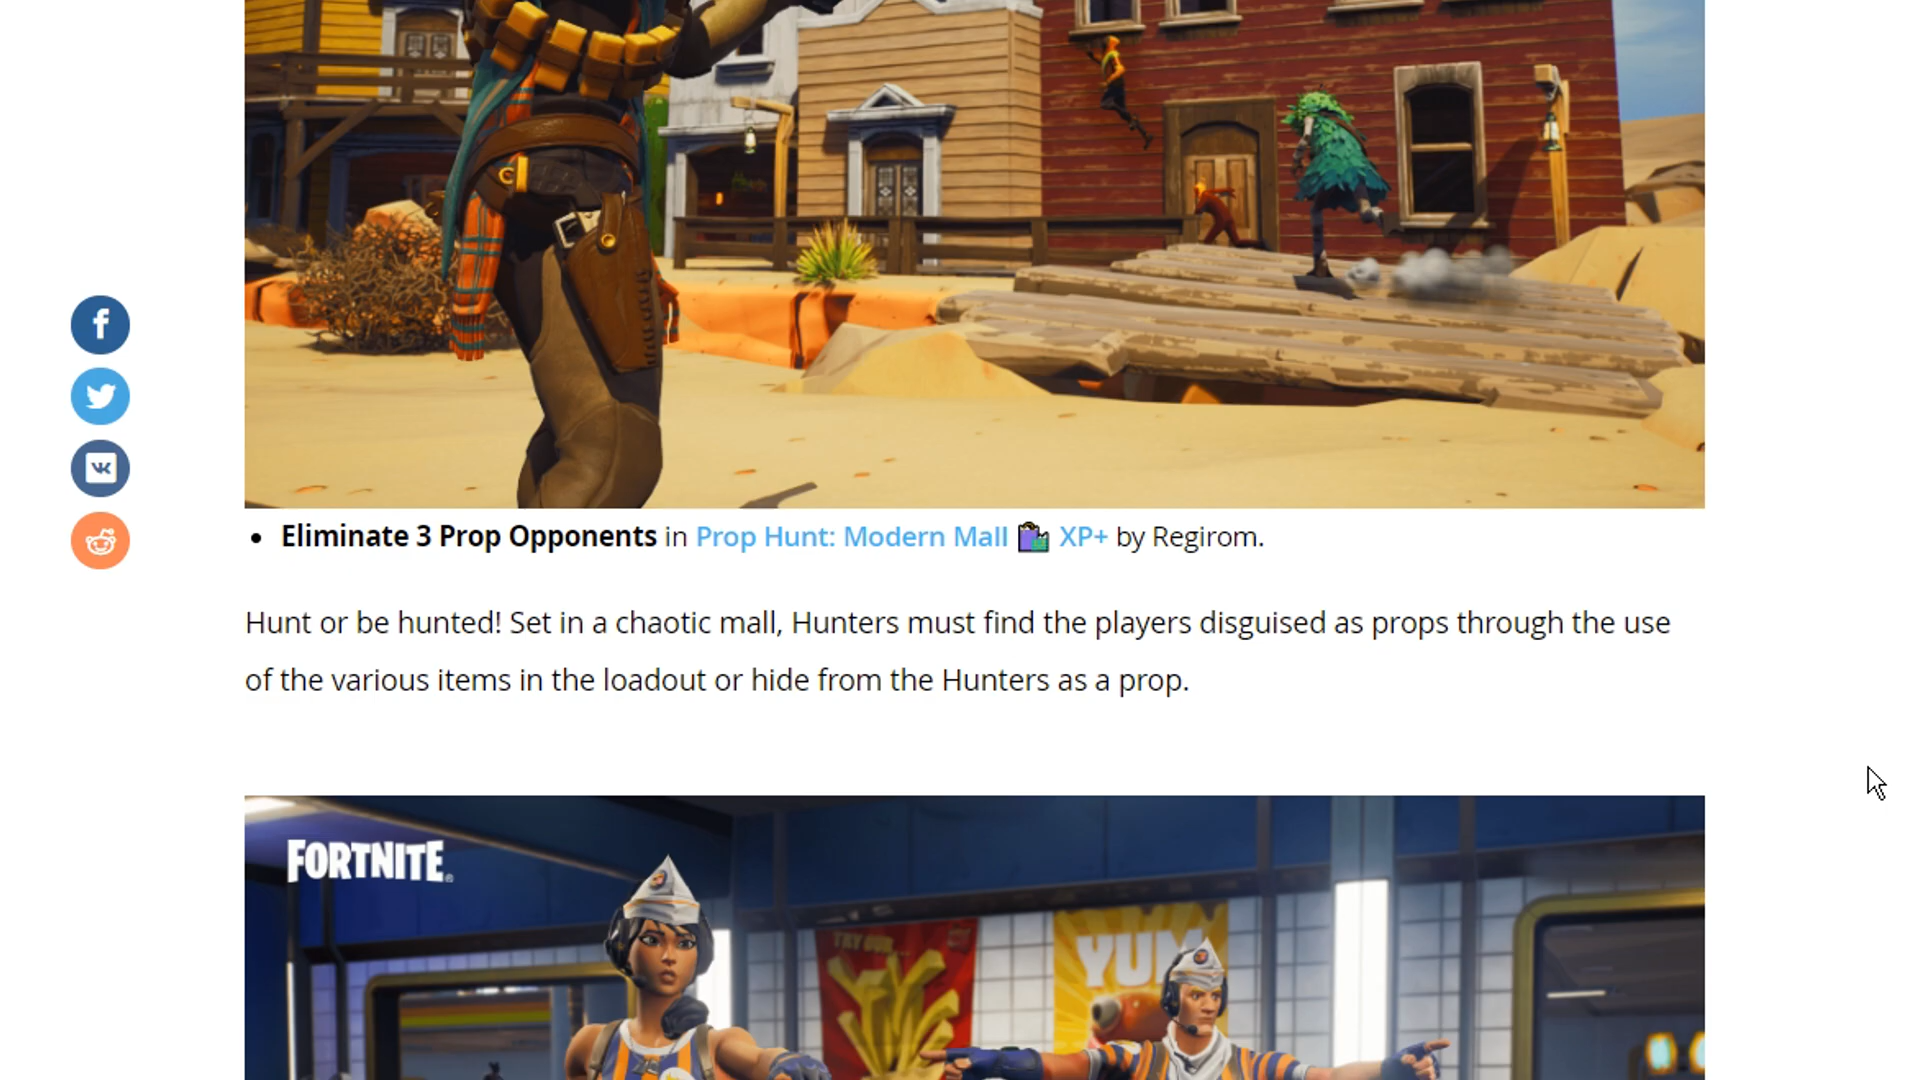 Eliminate 3 Prop Opponents in Prop Hunt: Modern Mall 🛍️ XP+ by Regirom.
Hunt or be hunted! Set in a chaotic mall, Hunters must find the players disguised as props through the use
of the various items in the loadout or hide from the Hunters as a prop.
FORTNITE
TRY OUR...
YUM